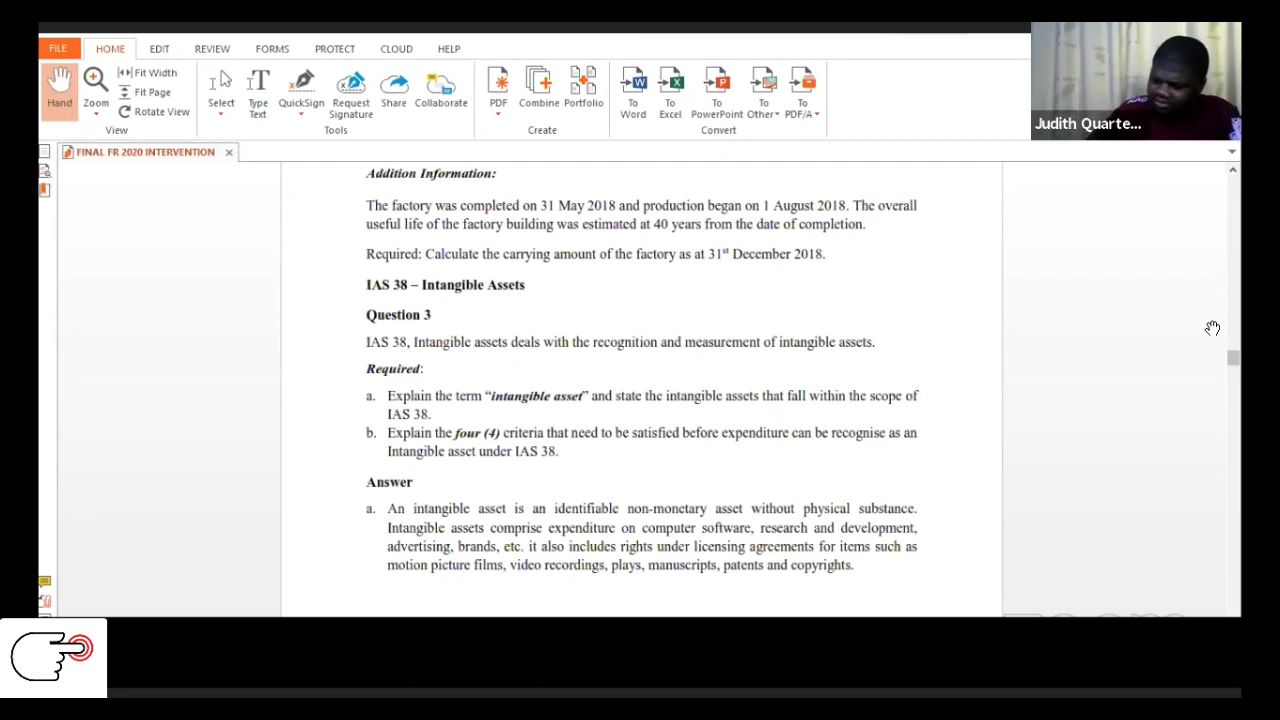 FILE HOME EDIT REVIEW FORMS PROTECT CLOUD HELP
Hand
Zoom
Fit Width
Fit Page
Rotate View
View
Select
Type Text
QuickSign
Request Signature
Share
Collaborate
Tools
PDF
Combine
Portfolio
Create
To Word
To Excel
To PowerPoint
To Other
To PDF/A
Convert
Judith Quarte...
FINAL FR 2020 INTERVENTION
Addition Information:
The factory was completed on 31 May 2018 and production began on 1 August 2018. The overall
useful life of the factory building was estimated at 40 years from the date of completion.
Required: Calculate the carrying amount of the factory as at 31st December 2018.
IAS 38 – Intangible Assets
Question 3
IAS 38, Intangible assets deals with the recognition and measurement of intangible assets.
Required:
a. Explain the term “intangible asset” and state the intangible assets that fall within the scope of
IAS 38.
b. Explain the four (4) criteria that need to be satisfied before expenditure can be recognise as an
Intangible asset under IAS 38.
Answer
a. An intangible asset is an identifiable non-monetary asset without physical substance.
Intangible assets comprise expenditure on computer software, research and development,
advertising, brands, etc. it also includes rights under licensing agreements for items such as
motion picture films, video recordings, plays, manuscripts, patents and copyrights.